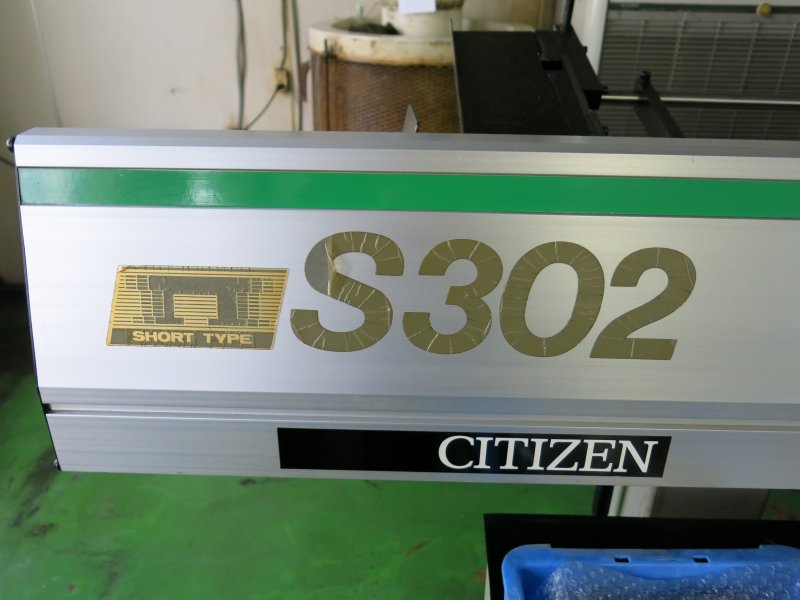 S302
SHORT TYPE
CITIZEN